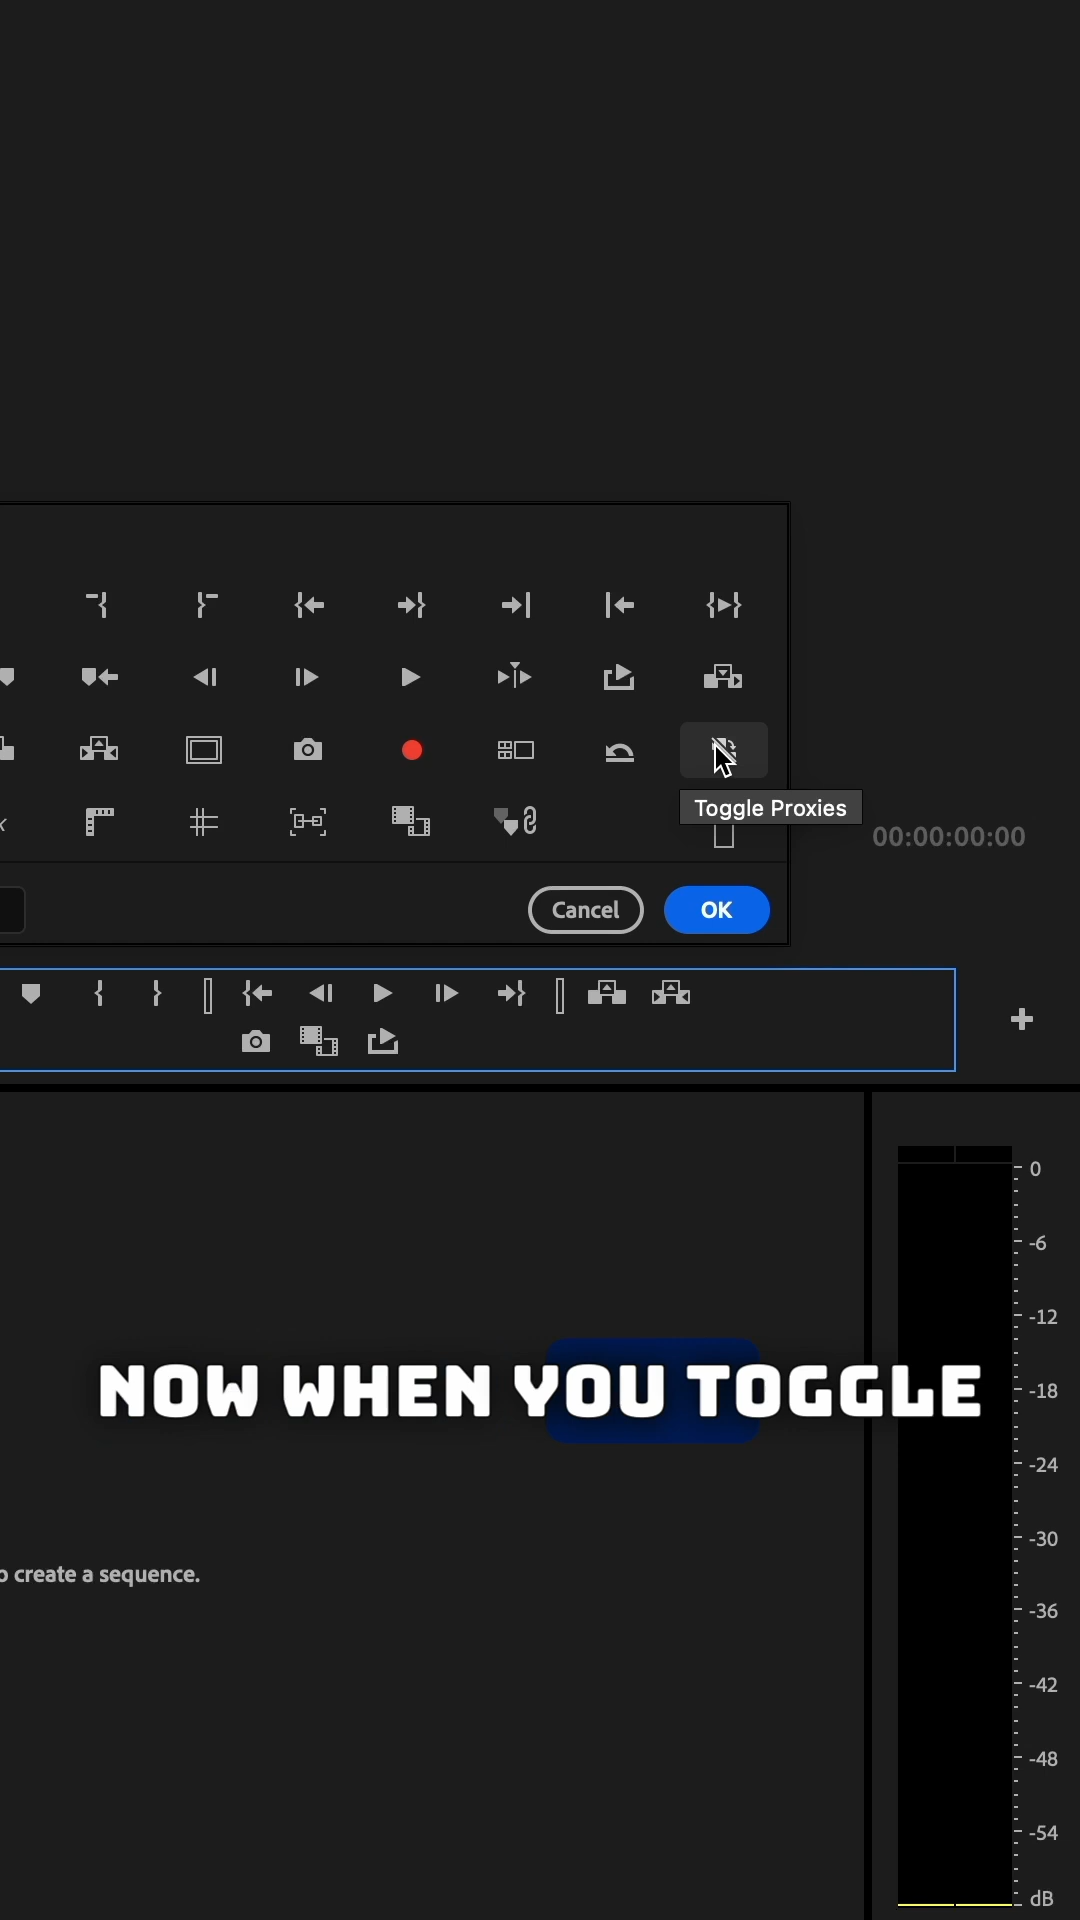 Toggle Proxies
00:00:00:00
Cancel
OK
0
-6
-12
NOW WHEN YOU TOGGLE
-18
-24
-30
create a sequence.
-36
-42
-48
-54
dB